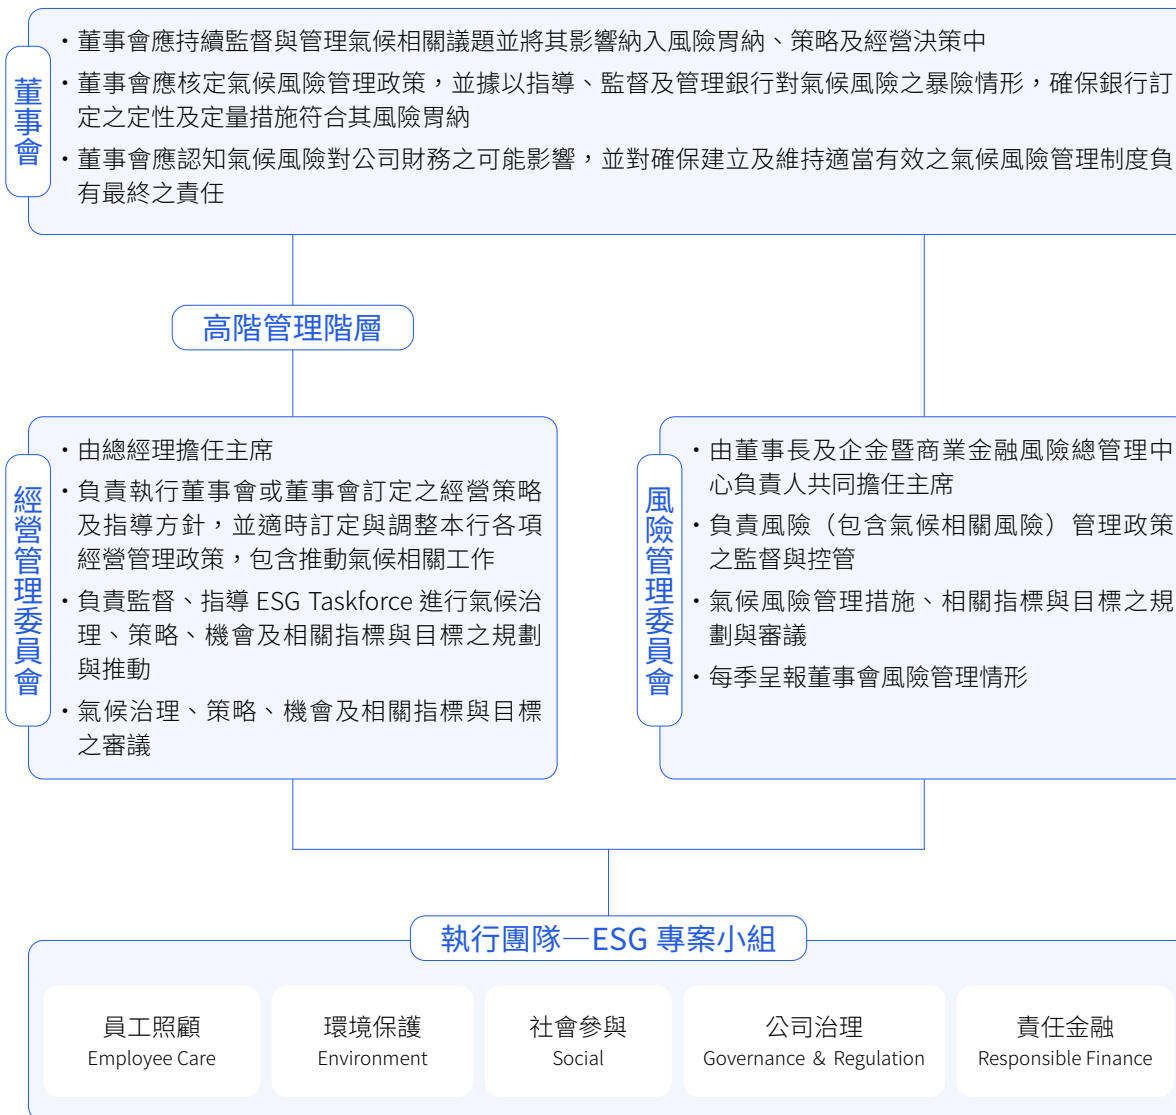 董事會
・董事會應持續監督與管理氣候相關議題並將其影響納入風險胃納、策略及經營決策中
・董事會應核定氣候風險管理政策，並據以指導、監督及管理銀行對氣候風險之暴險情形，確保銀行訂
定之定性及定量措施符合其風險胃納
・董事會應認知氣候風險對公司財務之可能影響，並對確保建立及維持適當有效之氣候風險管理制度負
有最終之責任
高階管理階層
經營管理委員會
・由總經理擔任主席
・負責執行董事會或董事會訂定之經營策略
及指導方針，並適時訂定與調整本行各項
經營管理政策，包含推動氣候相關工作
・負責監督、指導 ESG Taskforce 進行氣候治
理、策略、機會及相關指標與目標之規劃
與推動
・氣候治理、策略、機會及相關指標與目標
之審議
風險管理委員會
・由董事長及企金暨商業金融風險總管理中
心負責人共同擔任主席
・負責風險（包含氣候相關風險）管理政策
之監督與控管
・氣候風險管理措施、相關指標與目標之規
劃與審議
・每季呈報董事會風險管理情形
執行團隊—ESG 專案小組
員工照顧
Employee Care
環境保護
Environment
社會參與
Social
公司治理
Governance & Regulation
責任金融
Responsible Finance